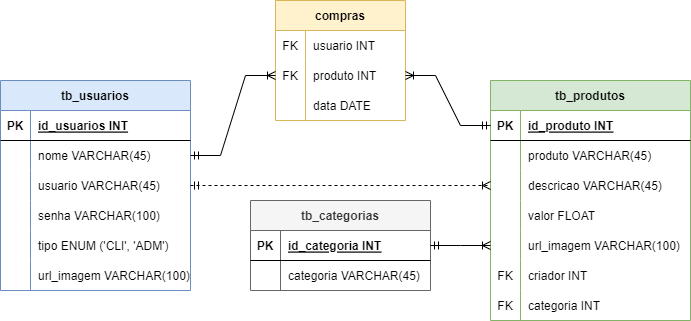 compras
FK usuario INT
FK produto INT
data DATE
tb_usuarios
PK id_usuarios INT
nome VARCHAR(45)
usuario VARCHAR(45)
senha VARCHAR(100)
tipo ENUM ('CLI', 'ADM')
url_imagem VARCHAR(100)
tb_categorias
PK id_categoria INT
categoria VARCHAR(45)
tb_produtos
PK id_produto INT
produto VARCHAR(45)
descricao VARCHAR(45)
valor FLOAT
url_imagem VARCHAR(100)
FK criador INT
FK categoria INT